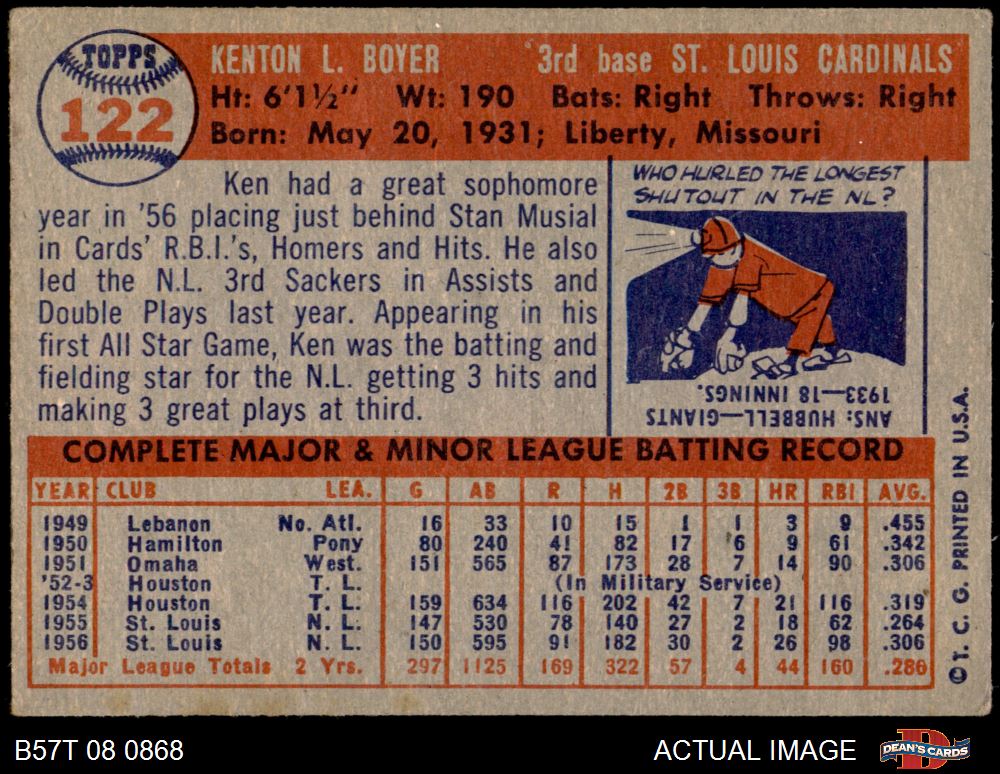 TOPPS
122
KENTON L. BOYER 3rd base ST. LOUIS CARDINALS
Ht: 6'1½" Wt: 190 Bats: Right Throws: Right
Born: May 20, 1931; Liberty, Missouri
Ken had a great sophomore
year in '56 placing just behind Stan Musial
in Cards' R.B.I.'s, Homers and Hits. He also
led the N.L. 3rd Sackers in Assists and
Double Plays last year. Appearing in his
first All Star Game, Ken was the batting and
fielding star for the N.L. getting 3 hits and
making 3 great plays at third.
WHO HURLED THE LONGEST
SHUTOUT IN THE NL?
ANS: HUBBELL—GIANTS
1933—18 INNINGS.
COMPLETE MAJOR & MINOR LEAGUE BATTING RECORD
YEAR CLUB LEA. G AB R H 2B 3B HR RBI AVG.
1949 Lebanon No. Atl. 16 33 10 15 1 1 3 9 .455
1950 Hamilton Pony 80 240 41 82 17 6 9 61 .342
1951 Omaha West. 151 565 87 173 28 7 14 90 .306
'52-3 Houston T. L. (In Military Service)
1954 Houston T. L. 159 634 116 202 42 7 21 116 .319
1955 St. Louis N. L. 147 530 78 140 27 2 18 62 .264
1956 St. Louis N. L. 150 595 91 182 30 2 26 98 .306
Major League Totals 2 Yrs. 297 1125 169 322 57 4 44 160 .286
©T. C. G. PRINTED IN U.S.A.
B57T 08 0868 ACTUAL IMAGE
DEAN'S CARDS